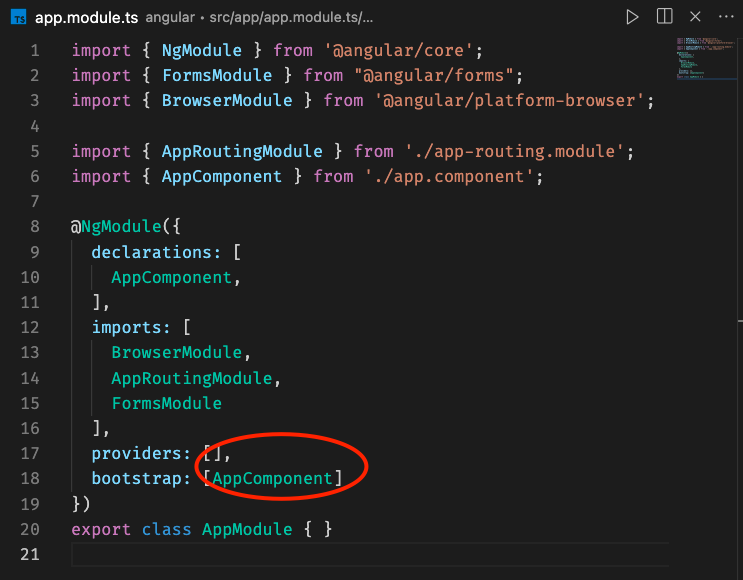 TS app.module.ts angular • src/app/app.module.ts/...
1 import { NgModule } from '@angular/core';
2 import { FormsModule } from "@angular/forms";
3 import { BrowserModule } from '@angular/platform-browser';
4
5 import { AppRoutingModule } from './app-routing.module';
6 import { AppComponent } from './app.component';
7
8 @NgModule({
9   declarations: [
10     AppComponent,
11   ],
12   imports: [
13     BrowserModule,
14     AppRoutingModule,
15     FormsModule
16   ],
17   providers: [],
18   bootstrap: [AppComponent]
19 })
20 export class AppModule { }
21